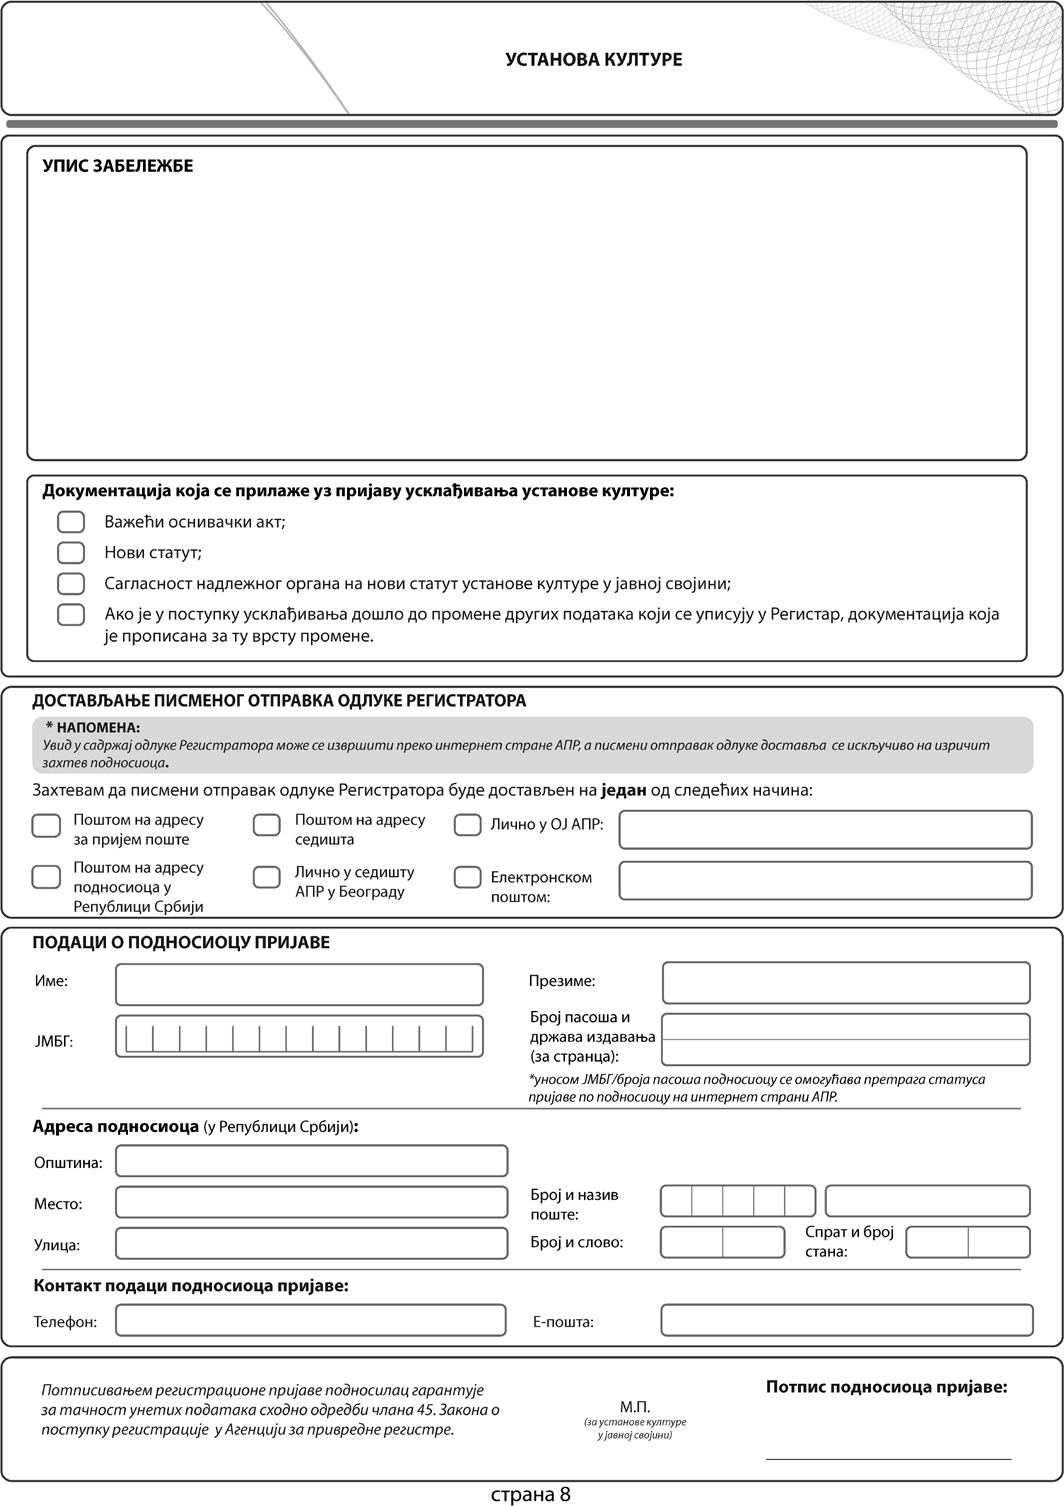 УСТАНОВА КУЛТУРЕ
УПИС ЗАБЕЛЕЖБЕ
Документација која се прилаже уз пријаву усклађивања установе културе:
Важећи оснивачки акт;
Нови статут;
Сагласност надлежног органа на нови статут установе културе у јавној својини;
Ако је у поступку усклађивања дошло до промене других података који се уписују у Регистар, документација која
је прописана за ту врсту промене.
ДОСТАВЉАЊЕ ПИСМЕНОГ ОТПРАВКА ОДЛУКЕ РЕГИСТРАТОРА
* НАПОМЕНА:
Увид у садржај одлуке Регистратора може се извршити преко интернет стране АПР, а писмени отправак одлуке доставља се искључиво на изричит
захтев подносиоца.
Захтевам да писмени отправак одлуке Регистратора буде достављен на један од следећих начина:
Поштом на адресу
за пријем поште
Поштом на адресу
седишта
Лично у ОЈ АПР:
Поштом на адресу
подносиоца у
Републици Србији
Лично у седишту
АПР у Београду
Електронском
поштом:
ПОДАЦИ О ПОДНОСИОЦУ ПРИЈАВЕ
Име:
Презиме:
ЈМБГ:
Број пасоша и
држава издавања
(за странца):
*уносом ЈМБГ/броја пасоша подносиоцу се омогућава претрага статуса
пријаве по подносиоцу на интернет страни АПР.
Адреса подносиоца (у Републици Србији):
Општина:
Место:
Број и назив
поште:
Улица:
Број и слово:
Спрат и број
стана:
Контакт подаци подносиоца пријаве:
Телефон:
Е-пошта:
Потписивањем регистрационе пријаве подносилац гарантује
за тачност унетих података сходно одредби члана 45. Закона о
поступку регистрације у Агенцији за привредне регистре.
М.П.
(за установе културе
у јавној својини)
Потпис подносиоца пријаве:
страна 8